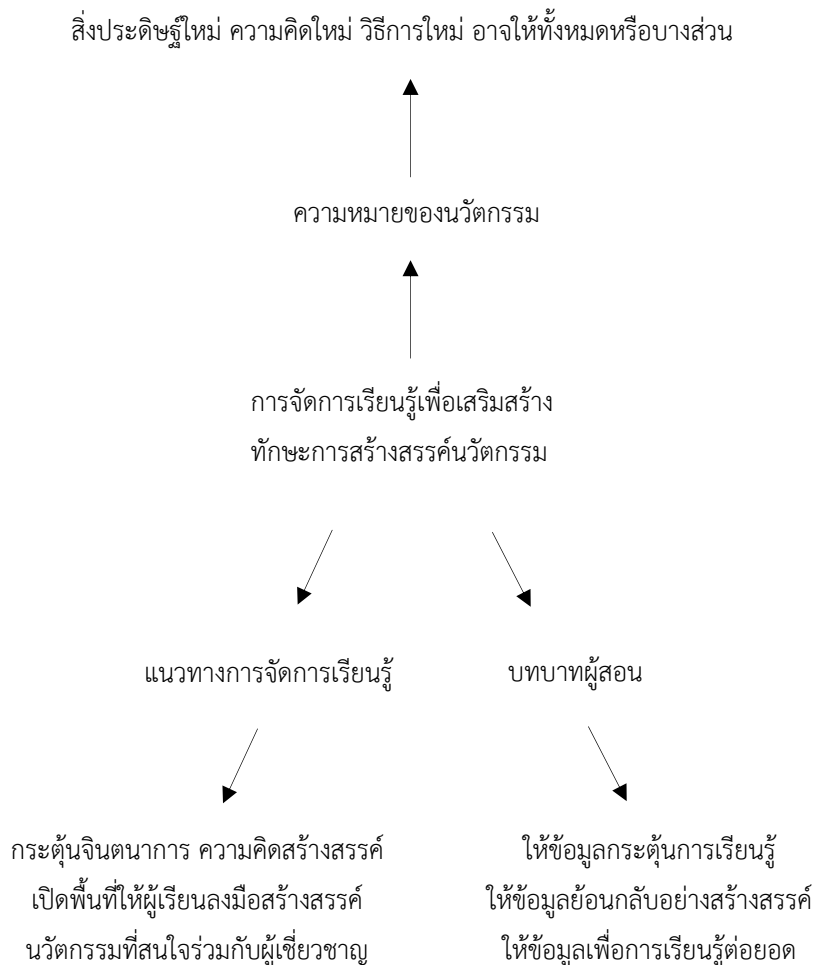 สิ่งประดิษฐ์ใหม่ ความคิดใหม่ วิธีการใหม่ อาจให้ทั้งหมดหรือบางส่วน
ความหมายของนวัตกรรม
การจัดการเรียนรู้เพื่อเสริมสร้าง
ทักษะการสร้างสรรค์นวัตกรรม
แนวทางการจัดการเรียนรู้
บทบาทผู้สอน
กระตุ้นจินตนาการ ความคิดสร้างสรรค์
เปิดพื้นที่ให้ผู้เรียนลงมือสร้างสรรค์
นวัตกรรมที่สนใจร่วมกับผู้เชี่ยวชาญ
ให้ข้อมูลกระตุ้นการเรียนรู้
ให้ข้อมูลย้อนกลับอย่างสร้างสรรค์
ให้ข้อมูลเพื่อการเรียนรู้ต่อยอด